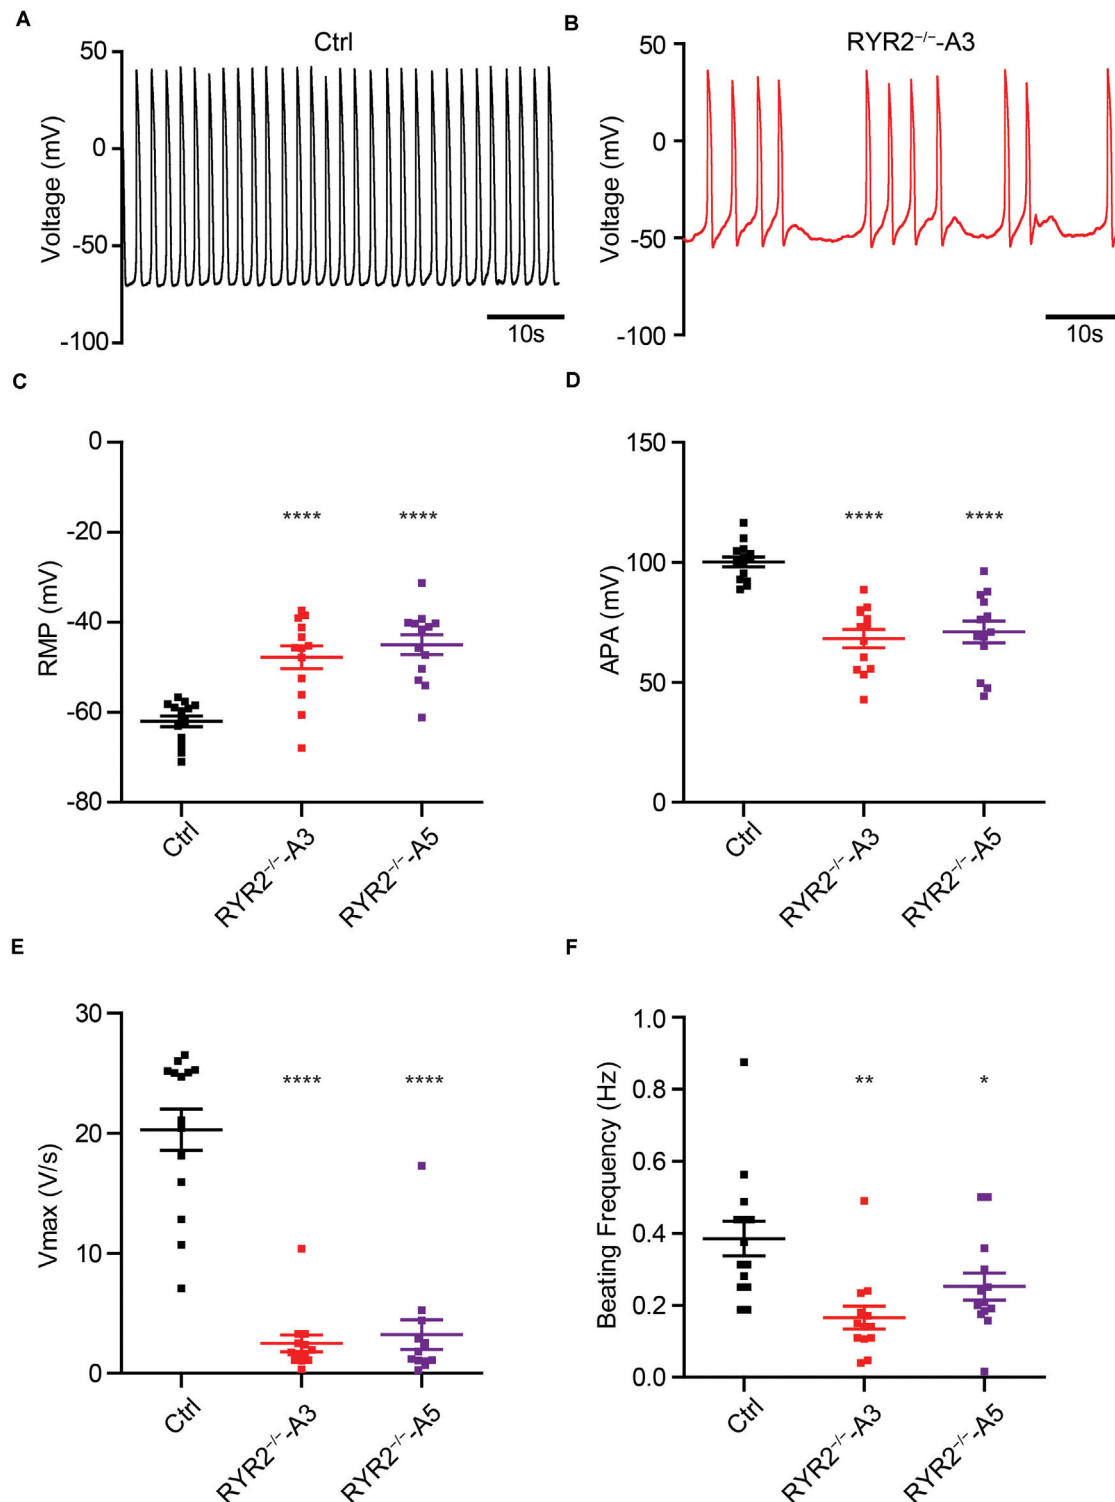 A
Ctrl
Voltage (mV)
50
0
-50
-100
10s
B
RYR2⁻/⁻-A3
Voltage (mV)
50
0
-50
-100
10s
C
RMP (mV)
0
-20
-40
-60
-80
**** ****
Ctrl
RYR2⁻/⁻-A3
RYR2⁻/⁻-A5
D
APA (mV)
150
100
50
0
**** ****
Ctrl
RYR2⁻/⁻-A3
RYR2⁻/⁻-A5
E
Vmax (V/s)
30
20
10
0
**** ****
Ctrl
RYR2⁻/⁻-A3
RYR2⁻/⁻-A5
F
Beating Frequency (Hz)
1.0
0.8
0.6
0.4
0.2
0.0
** *
Ctrl
RYR2⁻/⁻-A3
RYR2⁻/⁻-A5